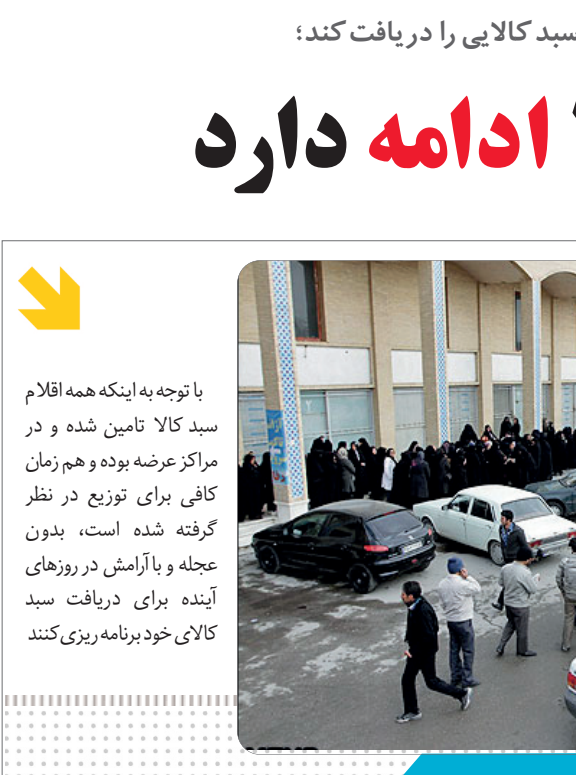 سبد کالایی را دریافت کند؛
ادامه دارد
با توجه به اینکه همه اقلام
سبد کالا تامین شده و در
مراکز عرضه بوده و هم زمان
کافی برای توزیع در نظر
گرفته شده است، بدون
عجله و با آرامش در روزهای
آینده برای دریافت سبد
کالای خود برنامه ریزی کنند